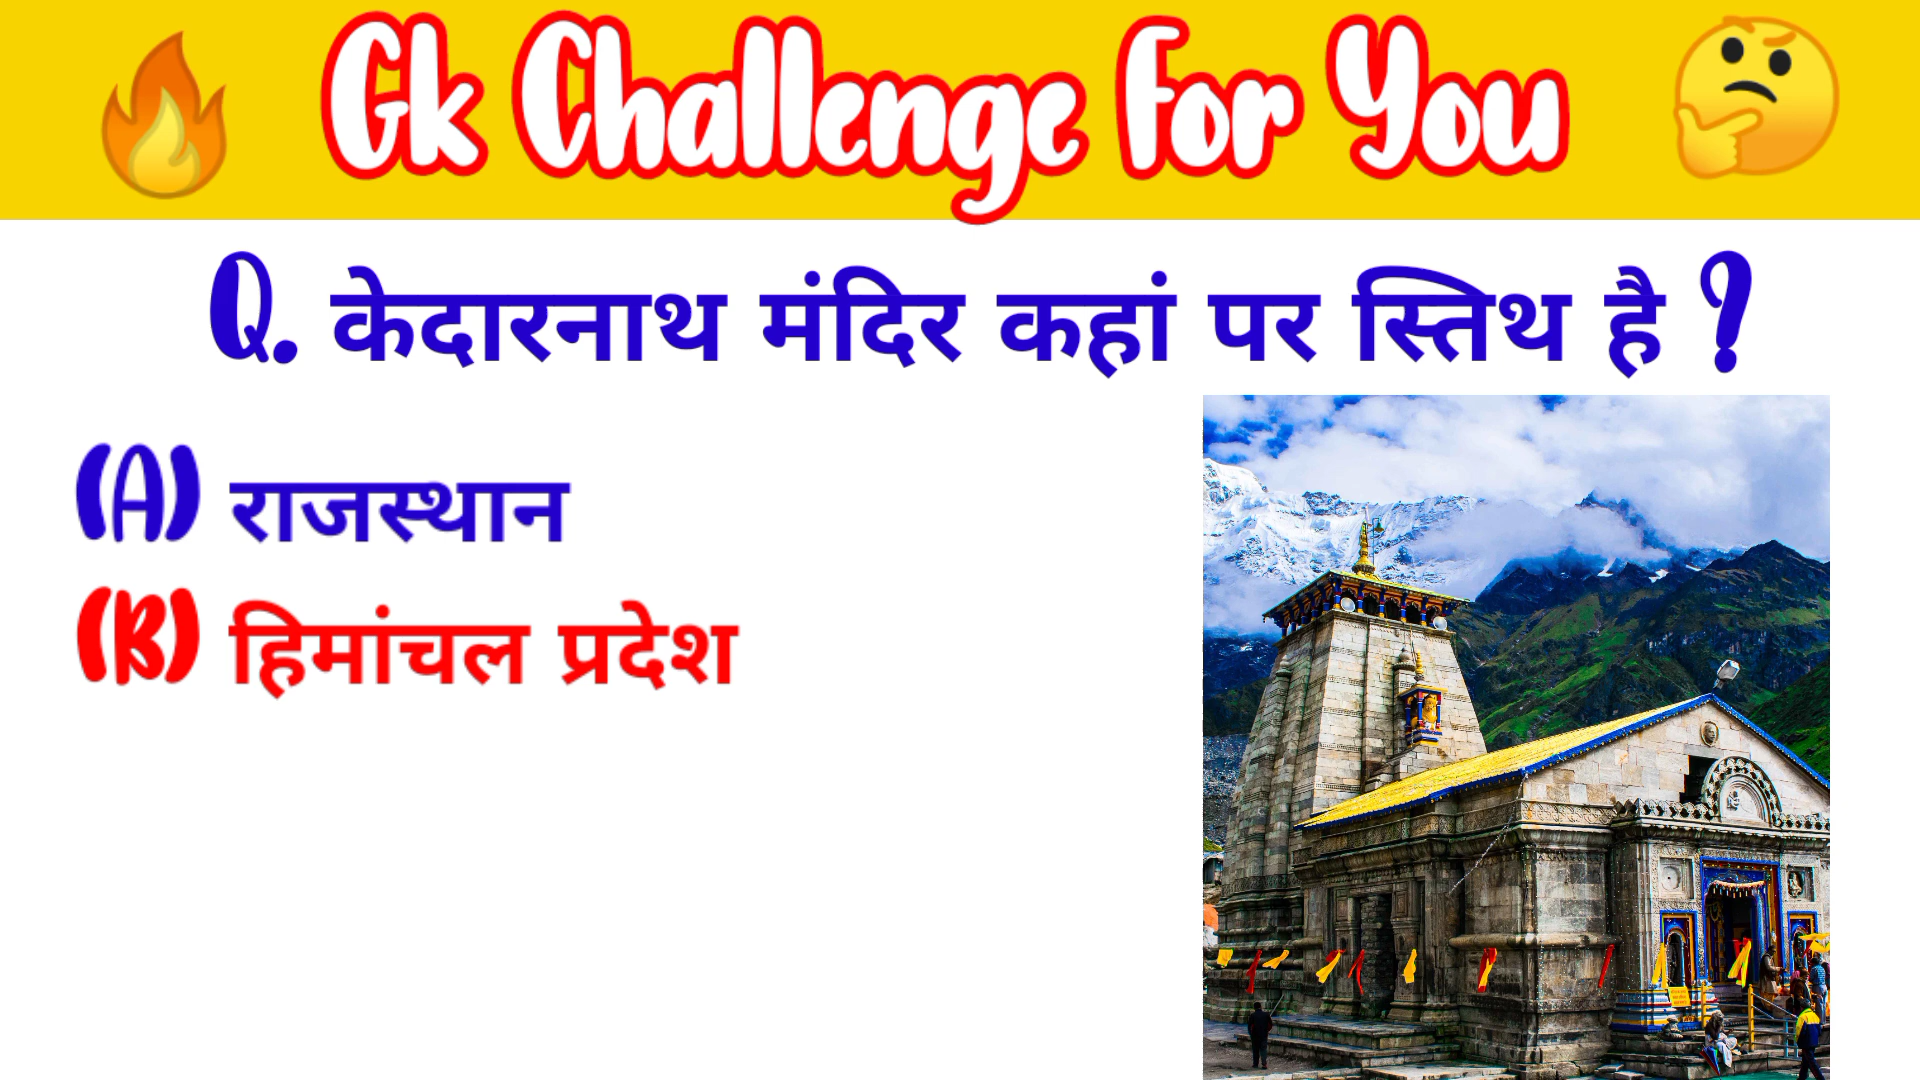 Gk Challenge For You
Q. केदारनाथ मंदिर कहां पर स्तिथ है ?
(A) राजस्थान
(B) हिमांचल प्रदेश